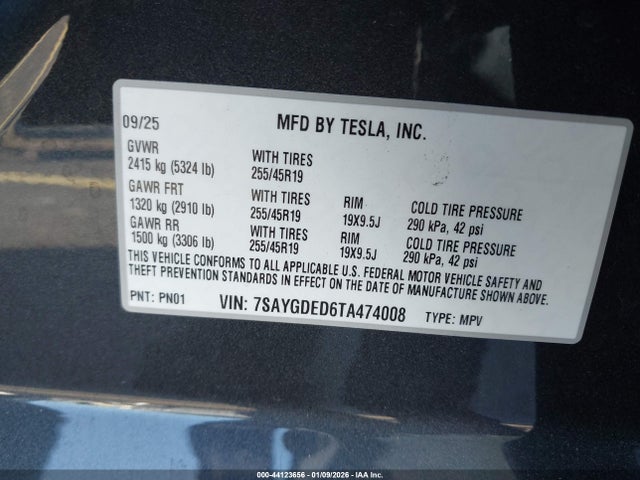 09/25 MFD BY TESLA, INC.
GVWR
2415 kg (5324 lb) WITH TIRES 255/45R19
GAWR FRT
1320 kg (2910 lb) WITH TIRES 255/45R19 RIM 19X9.5J COLD TIRE PRESSURE 290 kPa, 42 psi
GAWR RR
1500 kg (3306 lb) WITH TIRES 255/45R19 RIM 19X9.5J COLD TIRE PRESSURE 290 kPa, 42 psi
THIS VEHICLE CONFORMS TO ALL APPLICABLE U.S. FEDERAL MOTOR VEHICLE SAFETY AND
THEFT PREVENTION STANDARDS IN EFFECT ON THE DATE OF MANUFACTURE SHOWN ABOVE.
PNT: PN01 VIN: 7SAYGDED6TA474008 TYPE: MPV
000-44123656 - 01/09/2026 - IAA Inc.